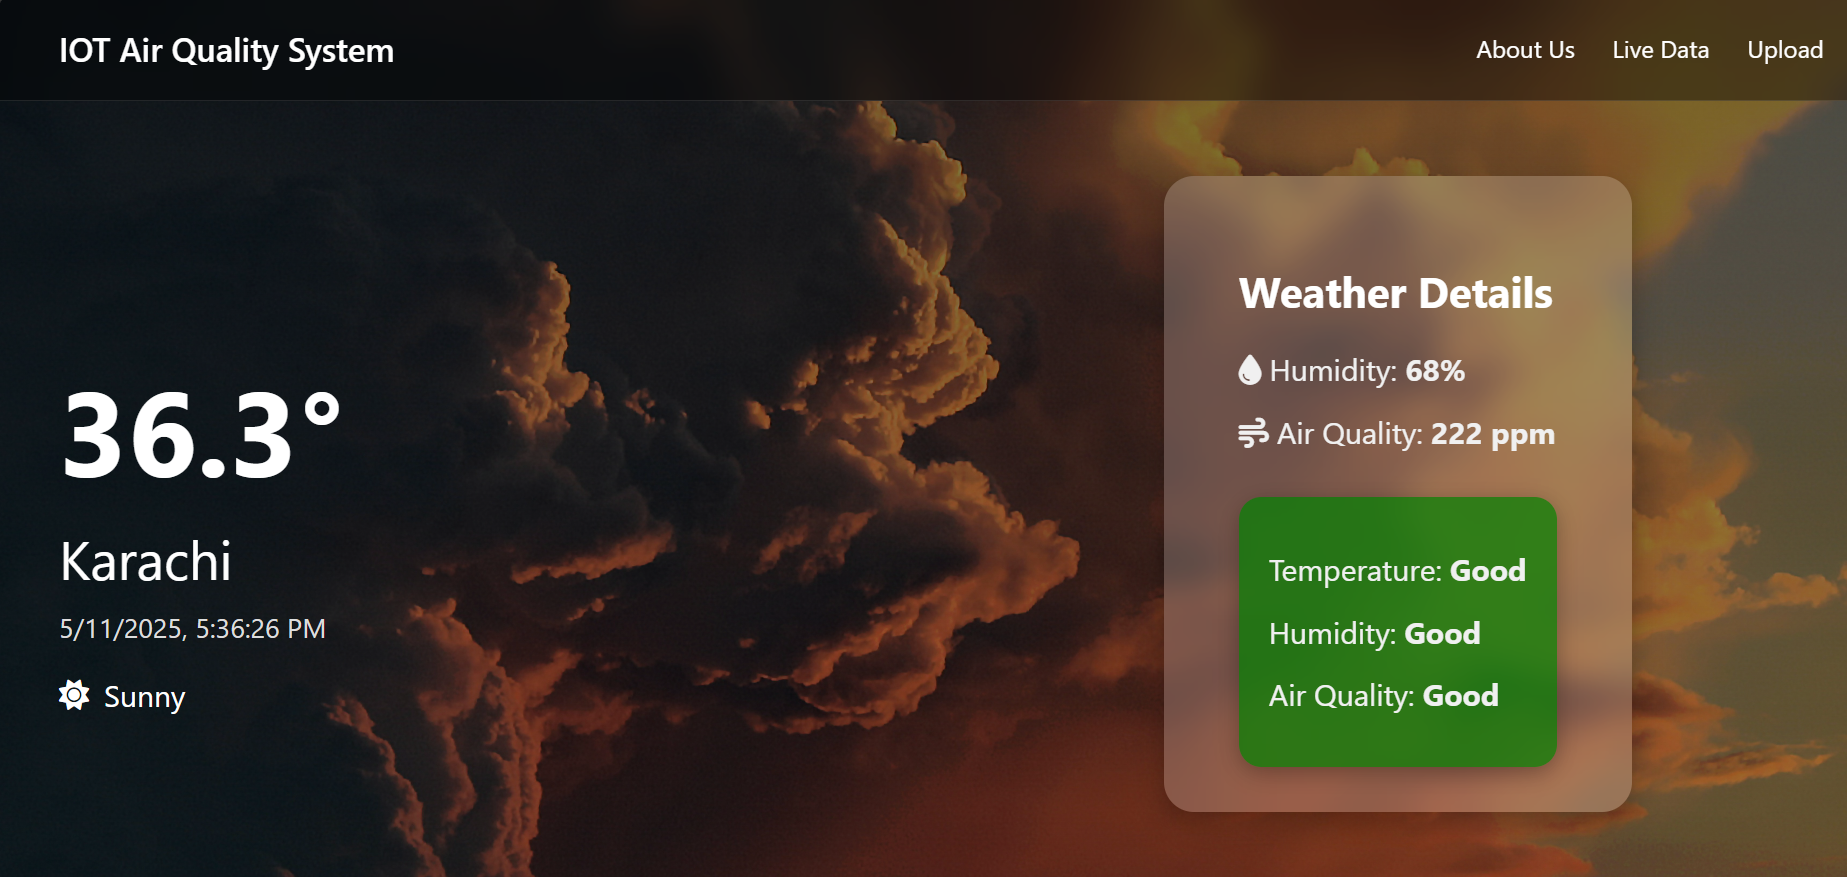 IOT Air Quality System
About Us
Live Data
Upload
36.3°
Karachi
5/11/2025, 5:36:26 PM
Sunny
Weather Details
Humidity: 68%
Air Quality: 222 ppm
Temperature: Good
Humidity: Good
Air Quality: Good